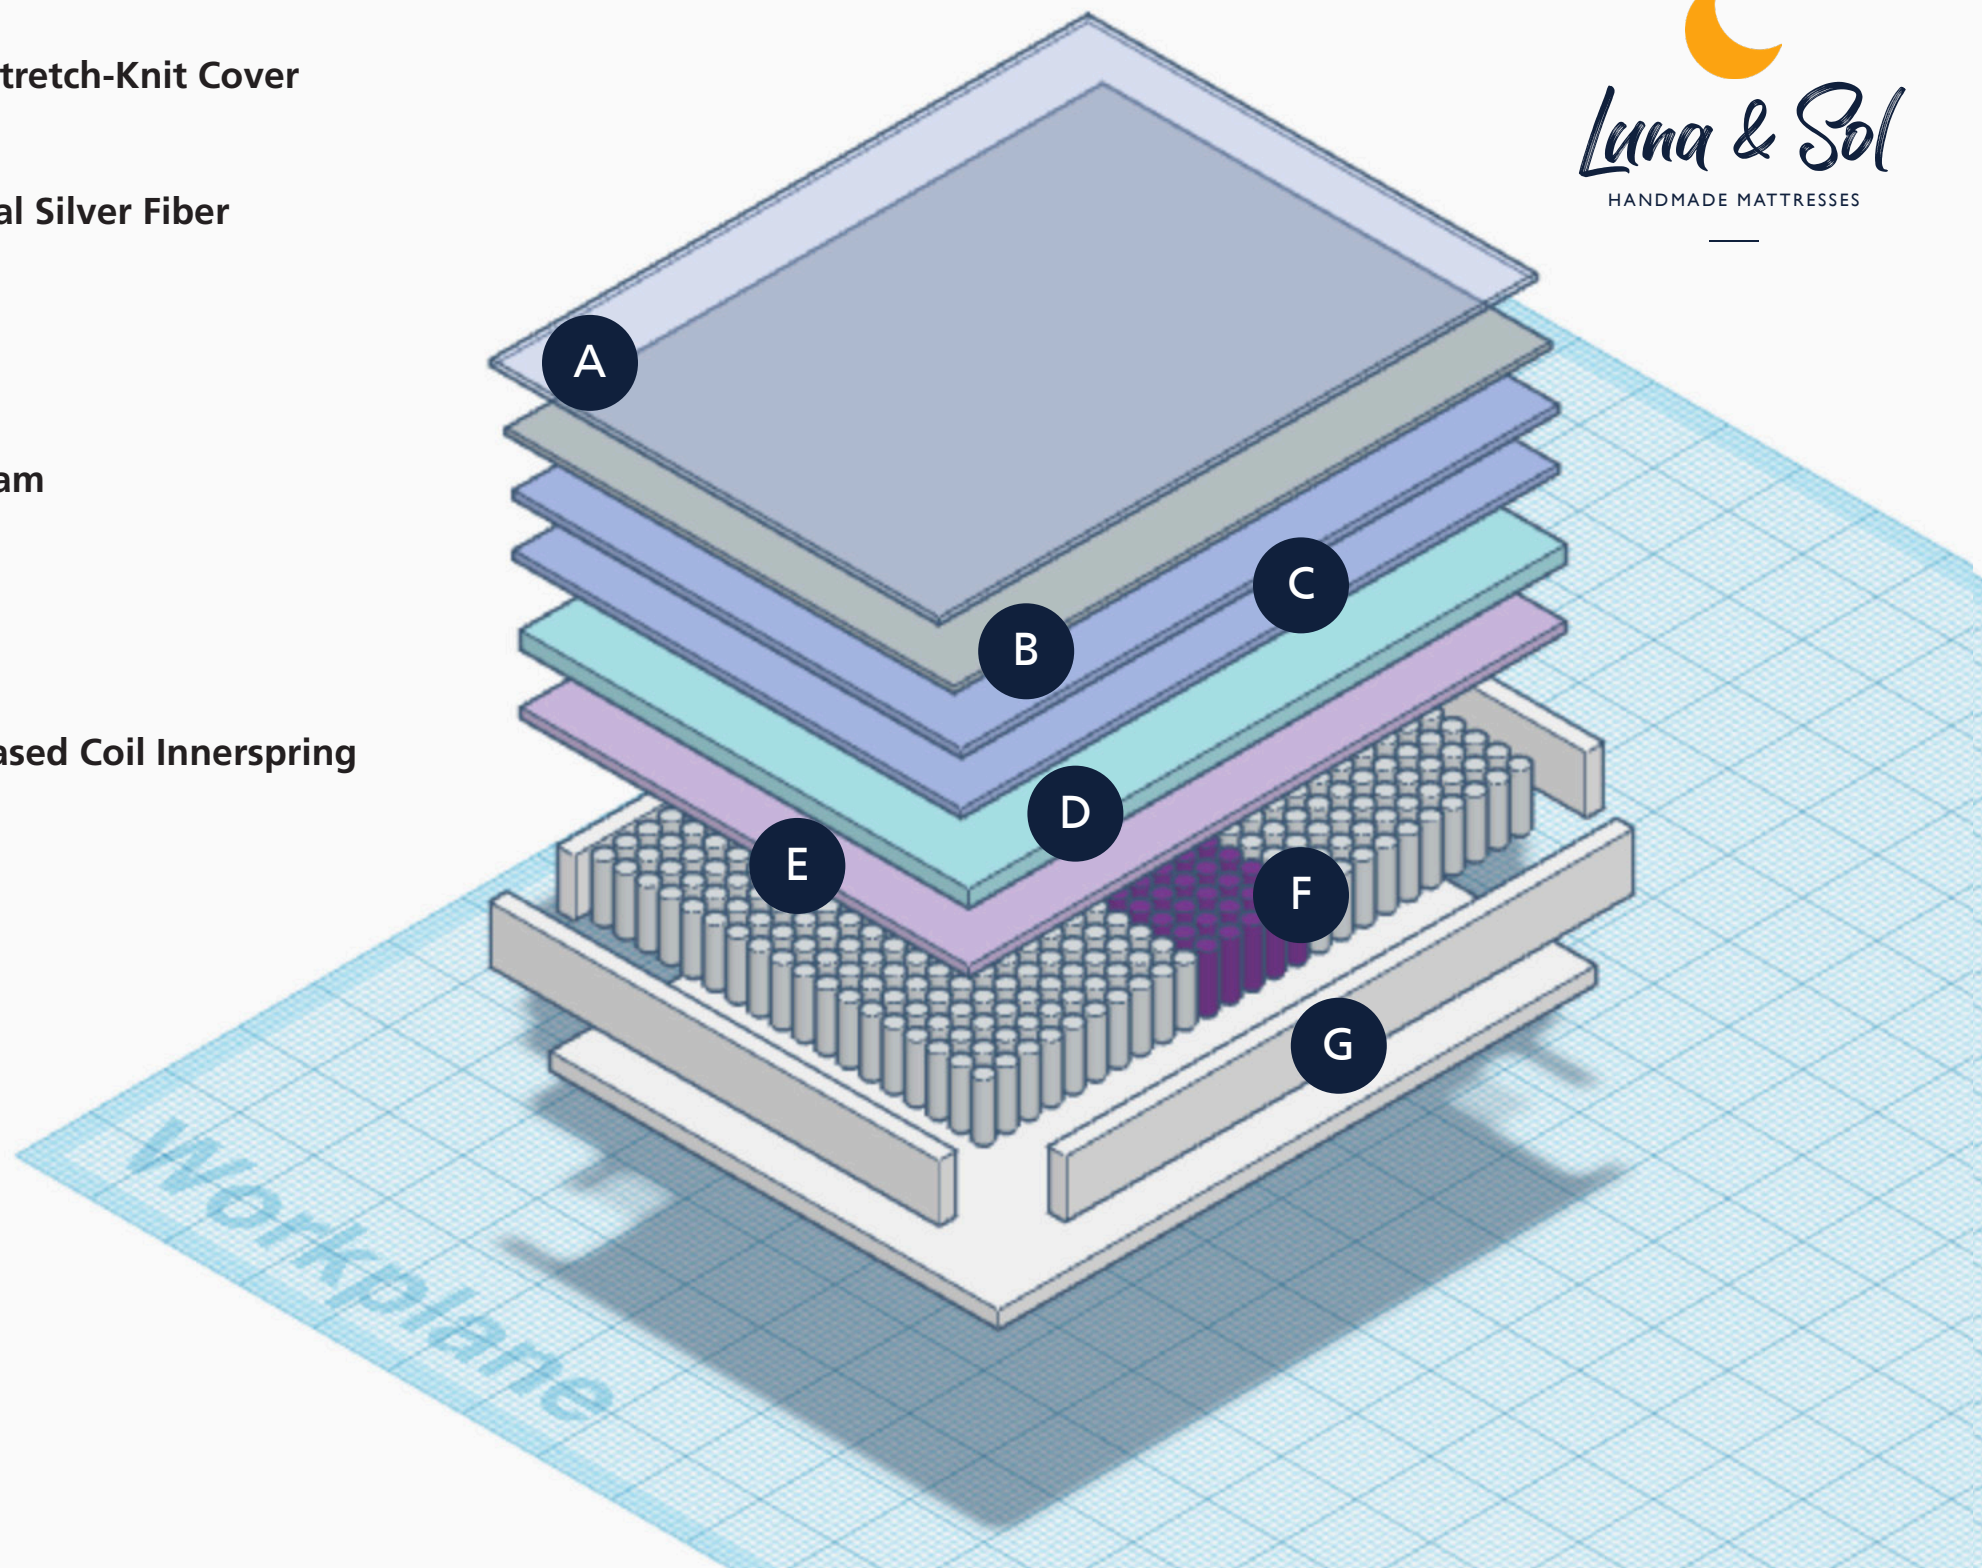 tretch-Knit Cover
al Silver Fiber
am
ased Coil Innerspring
Luna & Sol
HANDMADE MATTRESSES
A
B
C
D
E
F
G
Workplane